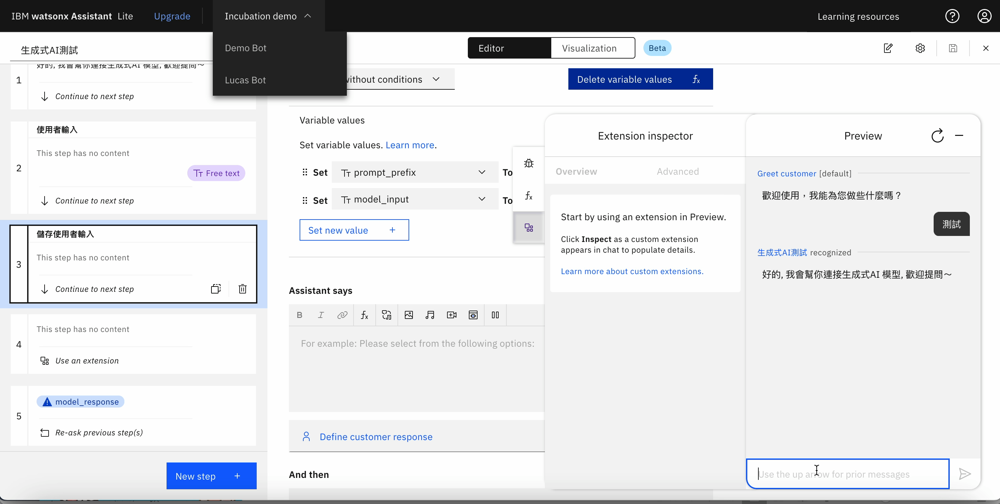 IBM watsonx Assistant Lite
Upgrade
Incubation demo
Learning resources
Demo Bot
Lucas Bot
生成式AI測試
Editor
Visualization
Beta
1
好的, 我會幫你連接生成式AI 模型, 歡迎提問～
Continue to next step
2
使用者輸入
This step has no content
Free text
Continue to next step
3
儲存使用者輸入
This step has no content
Continue to next step
4
This step has no content
Use an extension
5
model_response
Re-ask previous step(s)
New step +
without conditions
Delete variable values fx
Variable values
Set variable values. Learn more.
Set Tt prompt_prefix To
Set Tt model_input To
Set new value +
Assistant says
B I fx
For example: Please select from the following options:
Define customer response
And then
fx
Extension inspector
Overview
Advanced
Start by using an extension in Preview.
Click Inspect as a custom extension
appears in chat to populate details.
Learn more about custom extensions.
Preview
Greet customer [default]
歡迎使用，我能為您做些什麼嗎？
測試
生成式AI測試 recognized
好的, 我會幫你連接生成式AI 模型, 歡迎提問～
Use the up arrow for prior messages